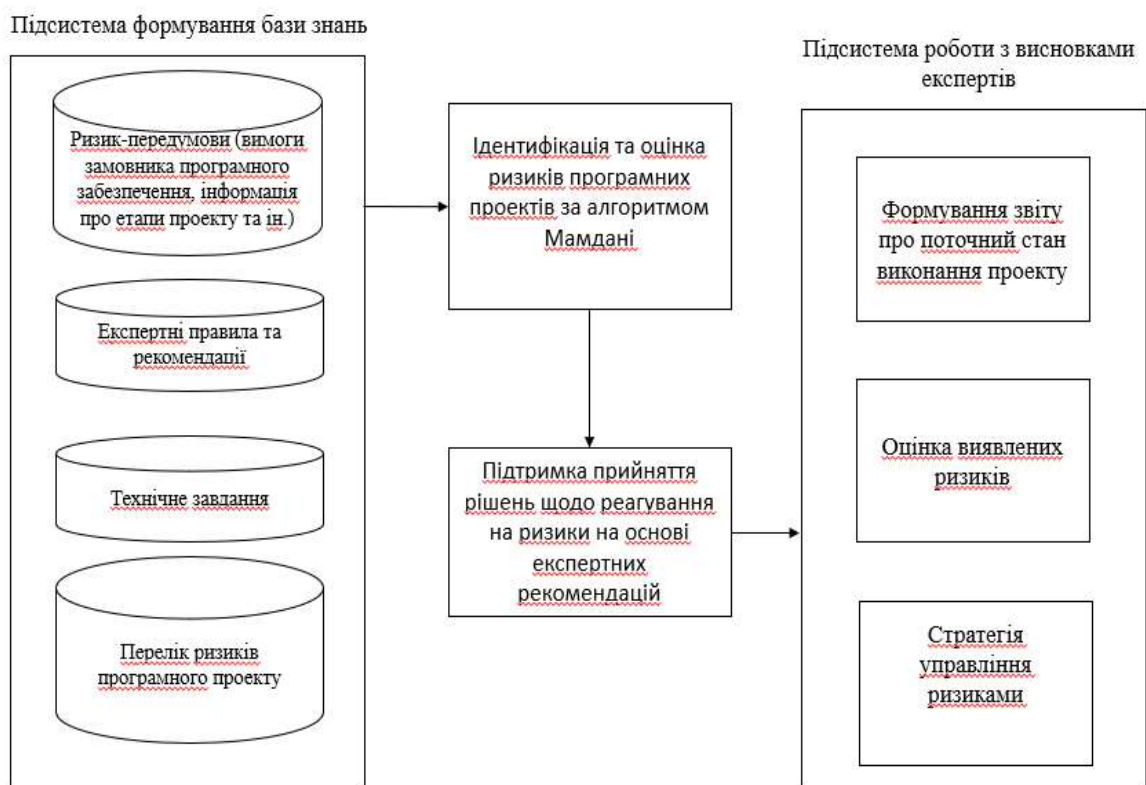 Підсистема формування бази знань
Ризик-передумови (вимоги
замовника програмного
забезпечення, інформація
про етапи проекту та ін.)
Експертні правила та
рекомендації
Технічне завдання
Перелік ризиків
програмного проекту
Ідентифікація та оцінка
ризиків програмних
проектів за алгоритмом
Мамдані
Підтримка прийняття
рішень щодо реагування
на ризики на основі
експертних
рекомендацій
Підсистема роботи з висновками
експертів
Формування звіту
про поточний стан
виконання проекту
Оцінка виявлених
ризиків
Стратегія
управління
ризиками